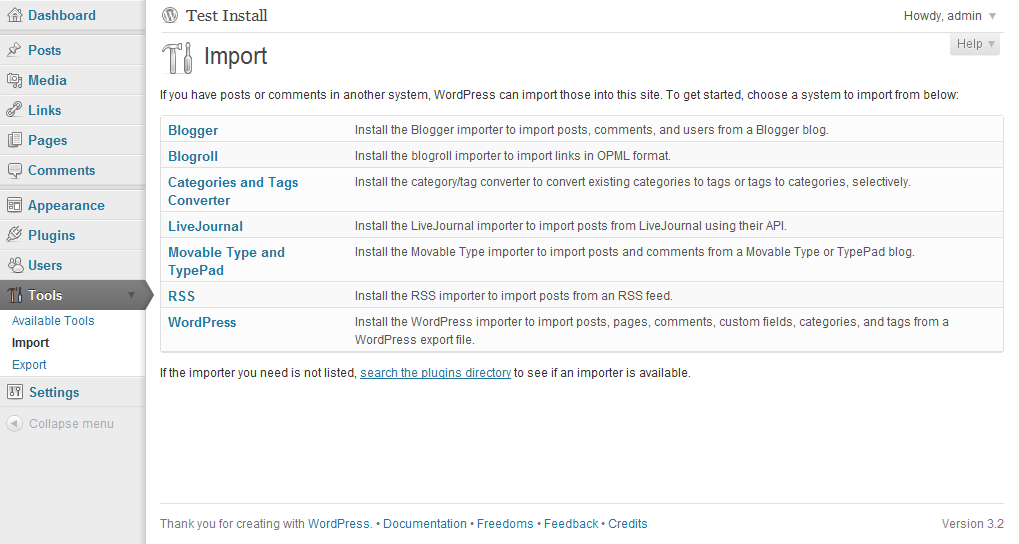 Dashboard
Posts
Media
Links
Pages
Comments
Appearance
Plugins
Users
Tools
Available Tools
Import
Export
Settings
Collapse menu
Test Install
Howdy, admin
Help
Import
If you have posts or comments in another system, WordPress can import those into this site. To get started, choose a system to import from below:
Blogger Install the Blogger importer to import posts, comments, and users from a Blogger blog.
Blogroll Install the blogroll importer to import links in OPML format.
Categories and Tags Install the category/tag converter to convert existing categories to tags or tags to categories, selectively.
Converter
LiveJournal Install the LiveJournal importer to import posts from LiveJournal using their API.
Movable Type and Install the Movable Type importer to import posts and comments from a Movable Type or TypePad blog.
TypePad
RSS Install the RSS importer to import posts from an RSS feed.
WordPress Install the WordPress importer to import posts, pages, comments, custom fields, categories, and tags from a
WordPress export file.
If the importer you need is not listed, search the plugins directory to see if an importer is available.
Thank you for creating with WordPress. • Documentation • Freedoms • Feedback • Credits
Version 3.2